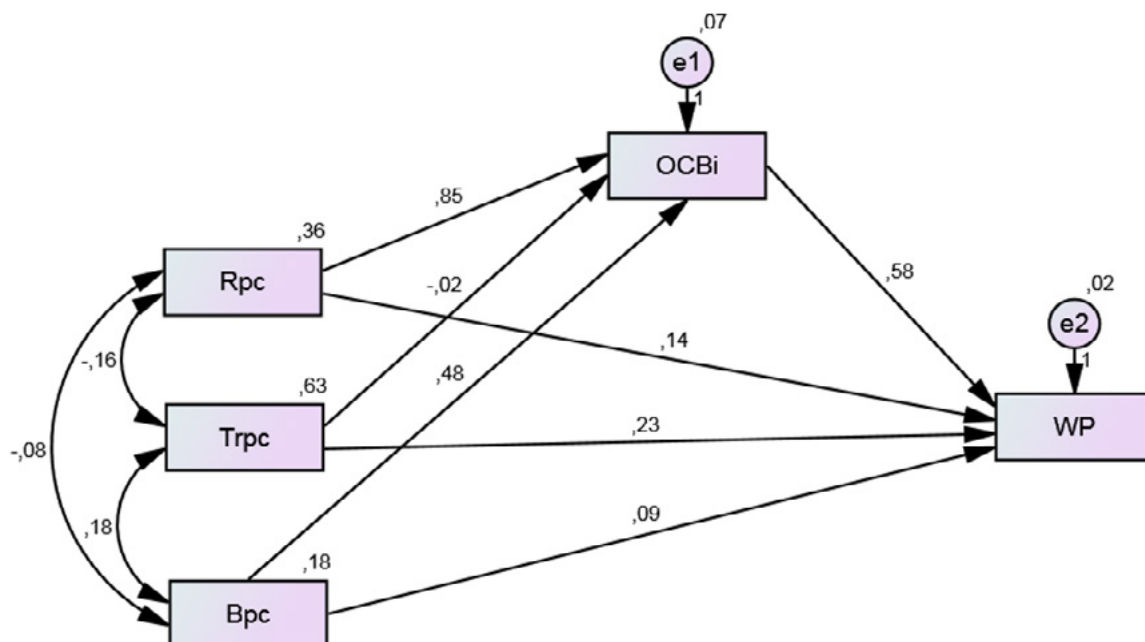 ,07
e1
1
OCBi
,85
,36
Rpc
-,02
,58
,02
e2
1
-,16
,14
,63
,48
Trpc
,23
WP
-,08
,18
,09
,18
Bpc